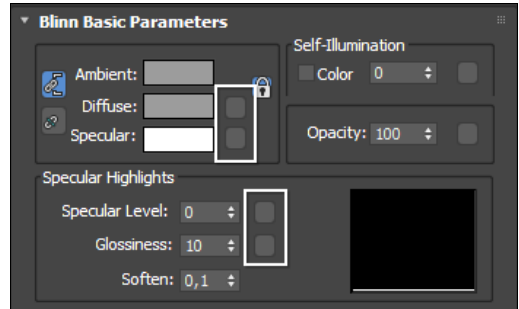 Blinn Basic Parameters
Self-Illumination
Ambient:
Color 0
Diffuse:
Specular:
Opacity: 100
Specular Highlights
Specular Level: 0
Glossiness: 10
Soften: 0,1